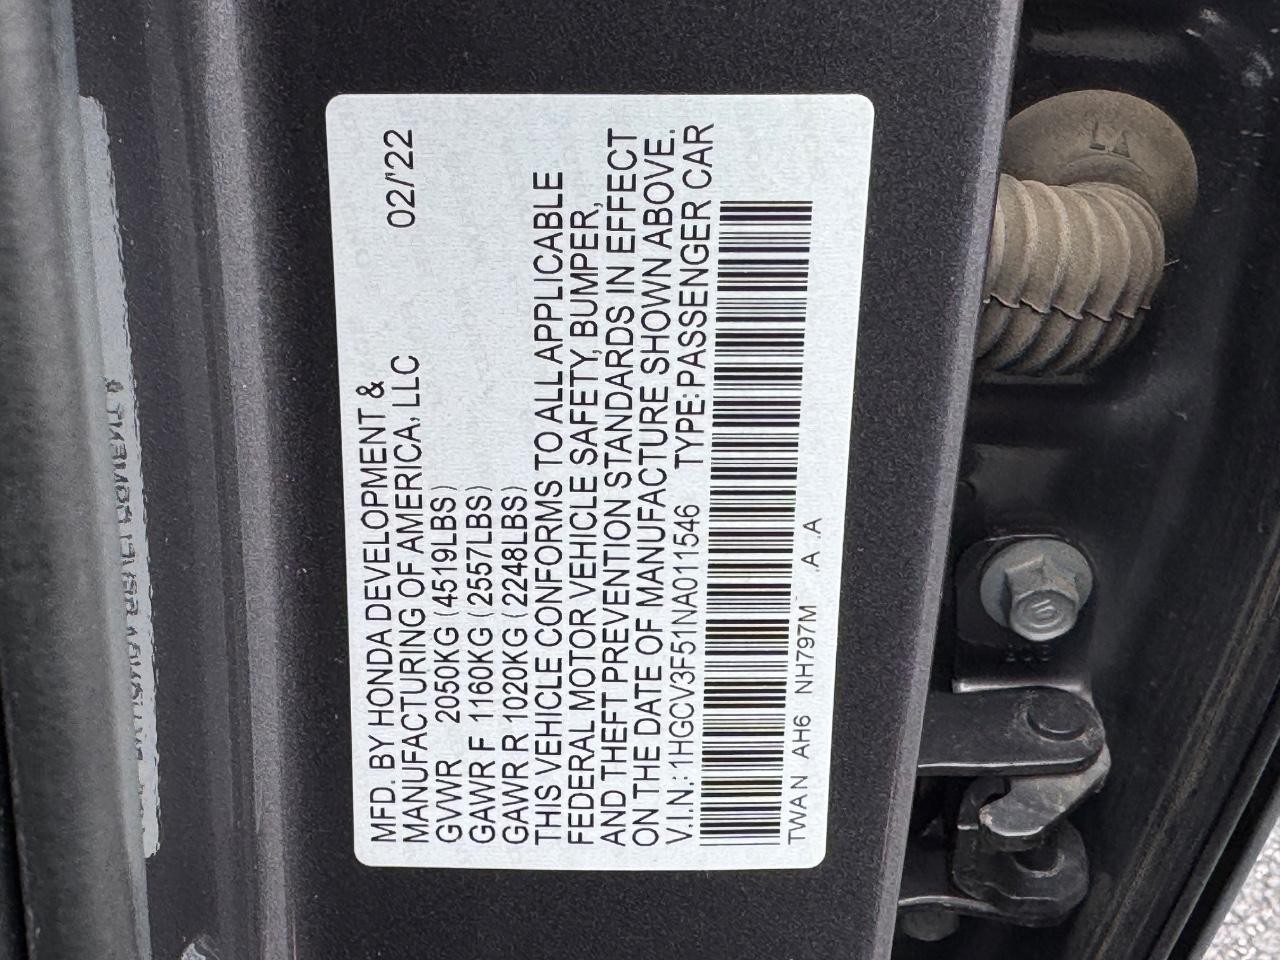 MFD. BY HONDA DEVELOPMENT & 02/'22
MANUFACTURING OF AMERICA, LLC
GVWR 2050KG (4519LBS)
GAWR F 1160KG (2557LBS)
GAWR R 1020KG (2248LBS)
THIS VEHICLE CONFORMS TO ALL APPLICABLE
FEDERAL MOTOR VEHICLE SAFETY, BUMPER,
AND THEFT PREVENTION STANDARDS IN EFFECT
ON THE DATE OF MANUFACTURE SHOWN ABOVE.
V.I.N.: 1HGCV3F51NA011546 TYPE: PASSENGER CAR
TWAN AH6 NH797M A A